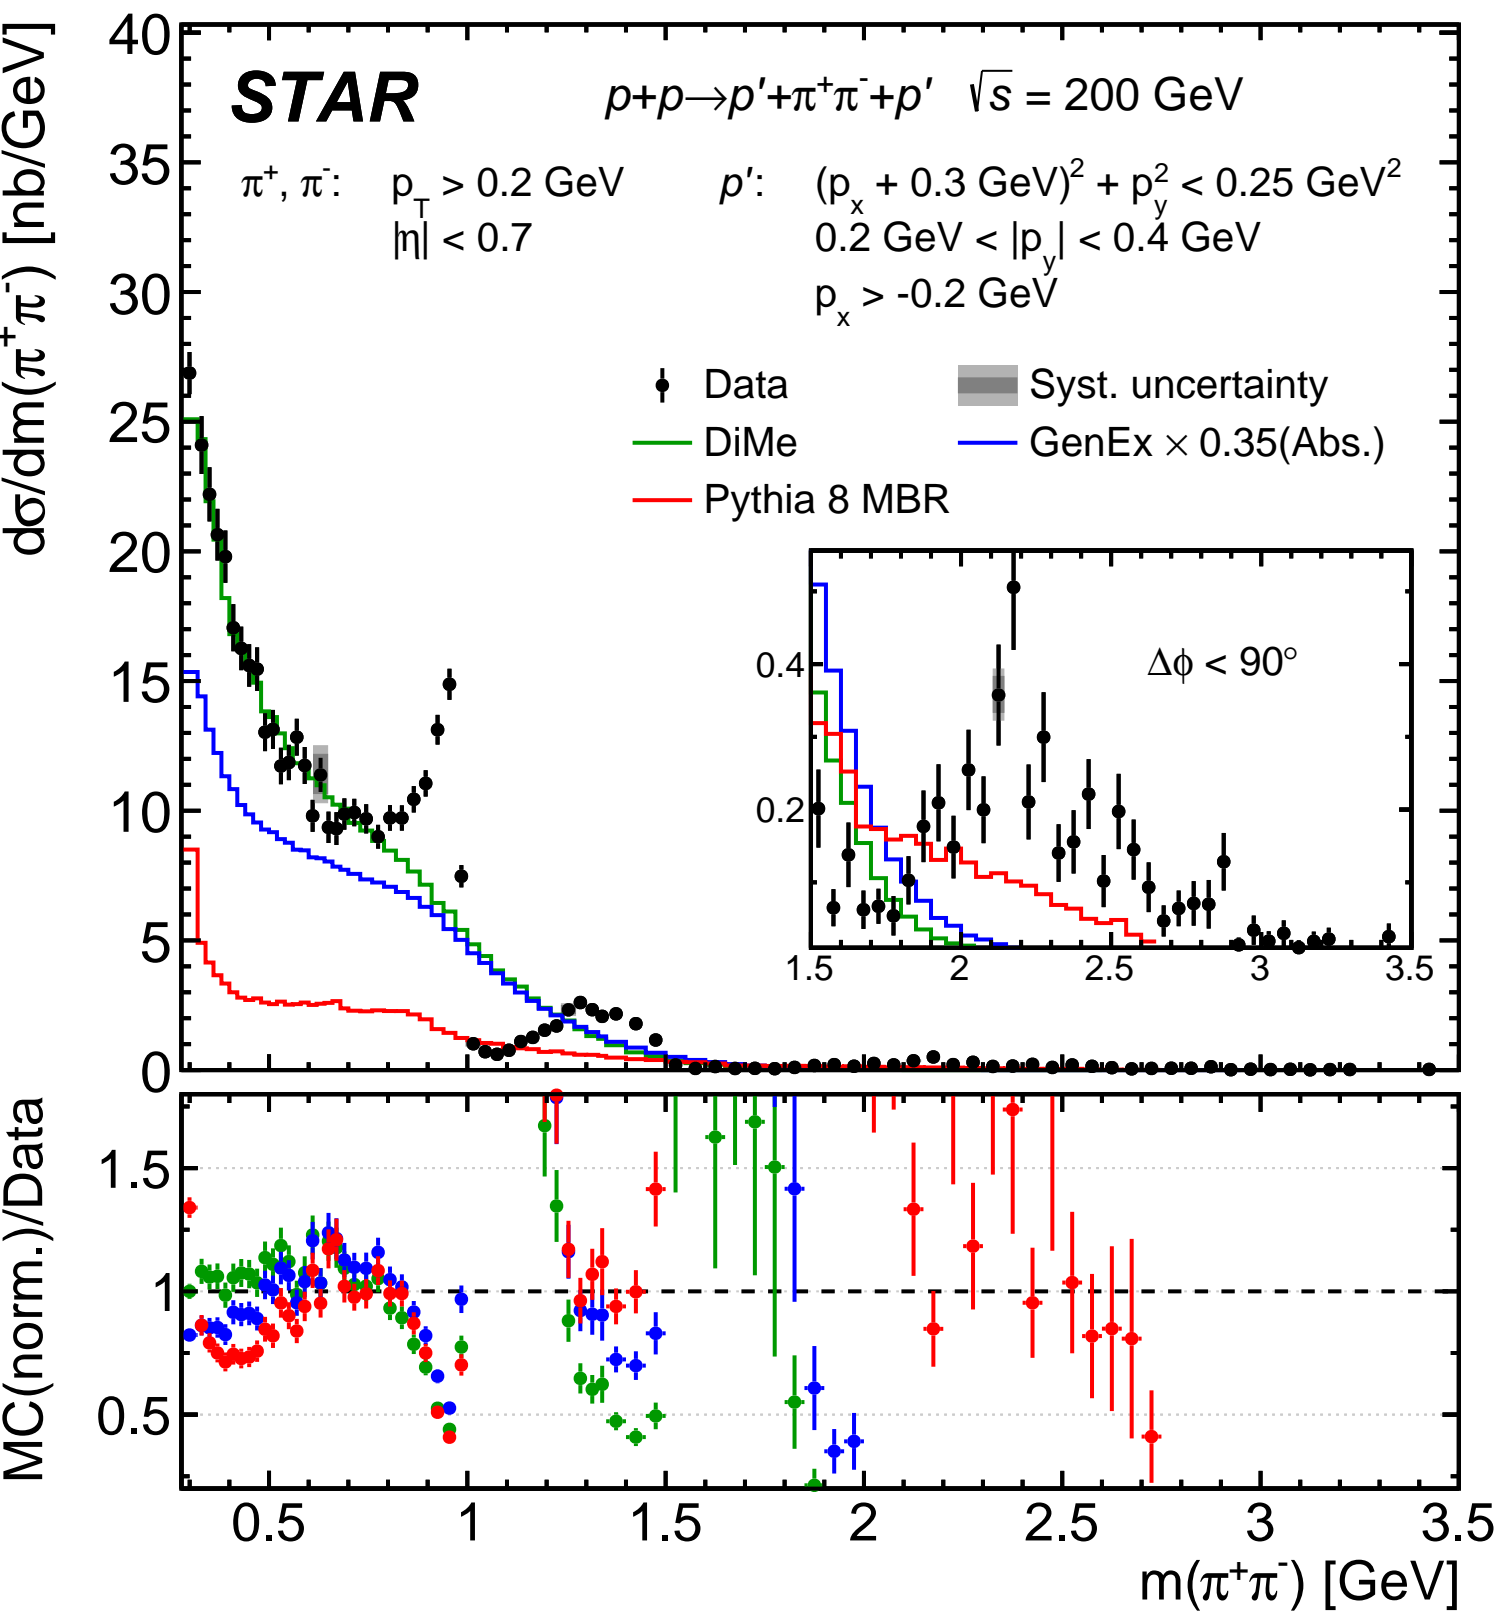 STAR
p+p→p′+π⁺π⁻+p′ √s = 200 GeV
π⁺, π⁻: p_T > 0.2 GeV
|η| < 0.7
p′: (p_x + 0.3 GeV)² + p_y² < 0.25 GeV²
0.2 GeV < |p_y| < 0.4 GeV
p_x > -0.2 GeV
Data
Syst. uncertainty
DiMe
GenEx × 0.35(Abs.)
Pythia 8 MBR
dσ/dm(π⁺π⁻) [nb/GeV]
40
35
30
25
20
15
10
5
0
Δϕ < 90°
0.4
0.2
1.5 2 2.5 3 3.5
MC(norm.)/Data
1.5
1
0.5
0.5 1 1.5 2 2.5 3 3.5
m(π⁺π⁻) [GeV]